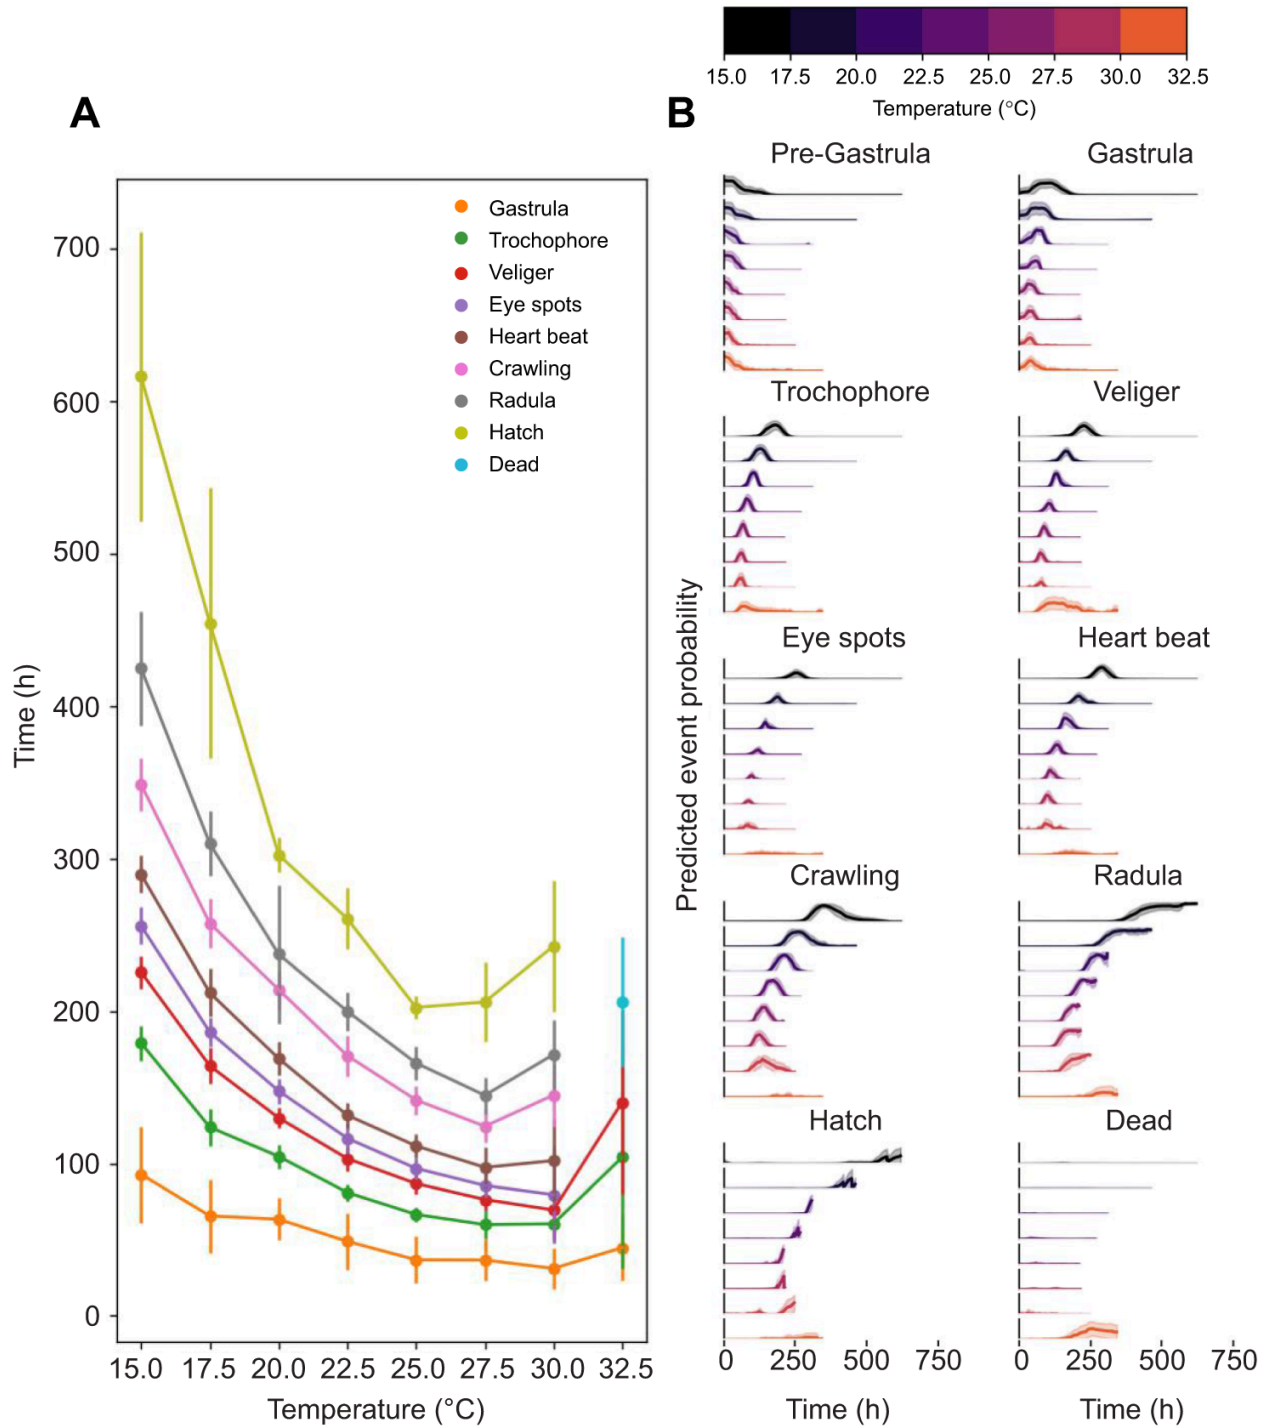 15.0 17.5 20.0 22.5 25.0 27.5 30.0 32.5
Temperature (°C)
A
B
Time (h)
700
600
500
400
300
200
100
0
Gastrula
Trochophore
Veliger
Eye spots
Heart beat
Crawling
Radula
Hatch
Dead
15.0 17.5 20.0 22.5 25.0 27.5 30.0 32.5
Temperature (°C)
Predicted event probability
Pre-Gastrula Gastrula
Trochophore Veliger
Eye spots Heart beat
Crawling Radula
Hatch Dead
0 250 500 750 0 250 500 750
Time (h) Time (h)